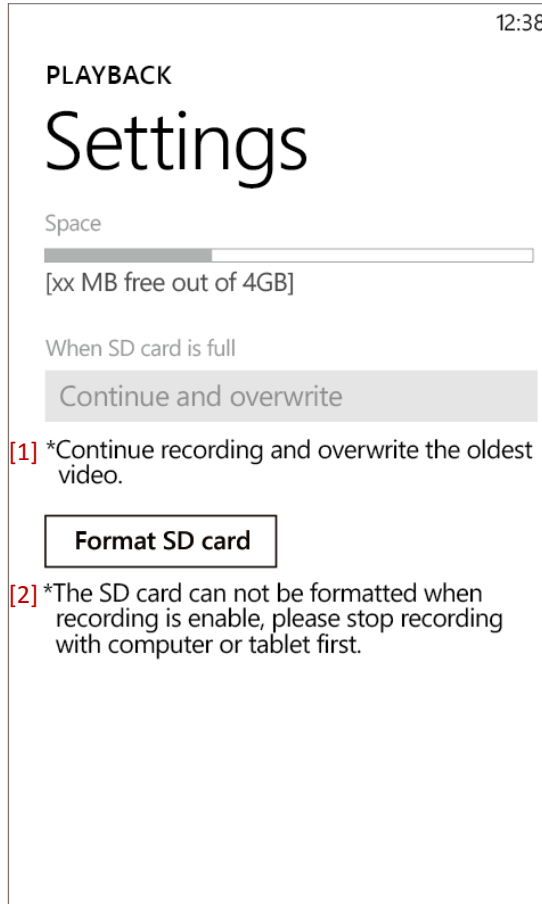 12:38
PLAYBACK
Settings
Space
[xx MB free out of 4GB]
When SD card is full
Continue and overwrite
[1] *Continue recording and overwrite the oldest
video.
Format SD card
[2] *The SD card can not be formatted when
recording is enable, please stop recording
with computer or tablet first.